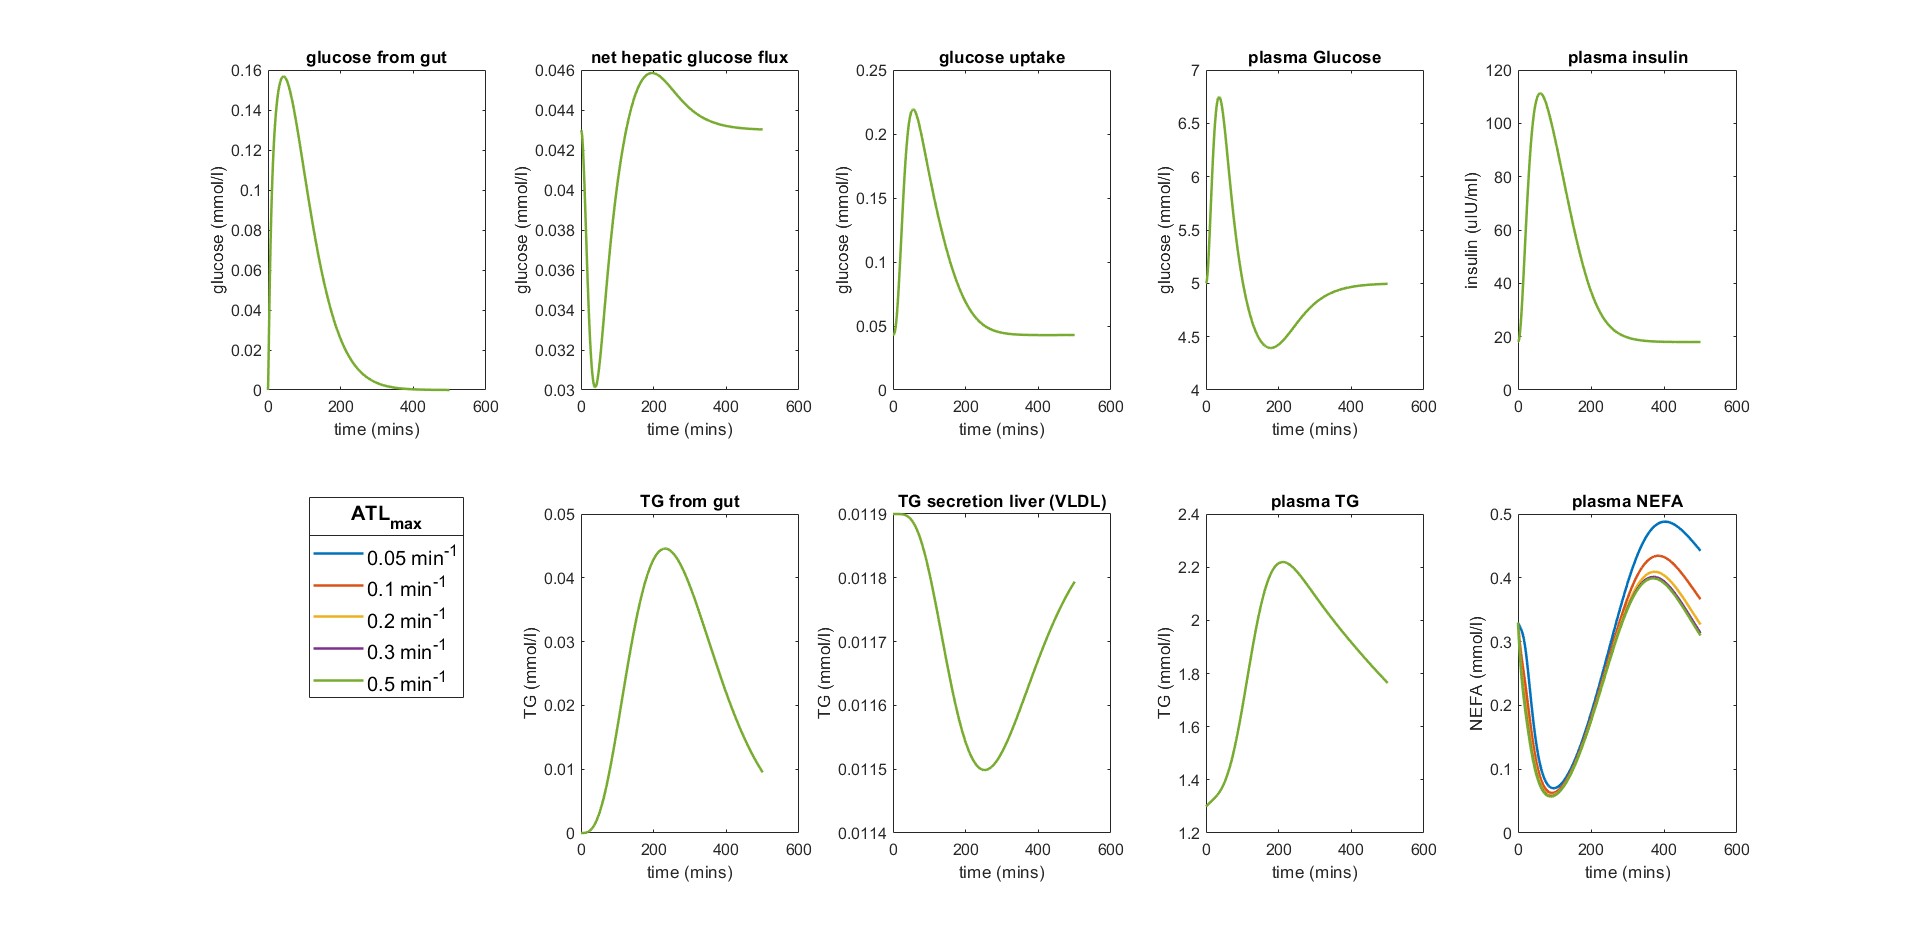 glucose from gut
0.16
0.14
0.12
0.1
0.08
0.06
0.04
0.02
0
0 200 400 600
glucose (mmol/l)
time (mins)
net hepatic glucose flux
0.046
0.044
0.042
0.04
0.038
0.036
0.034
0.032
0.03
0 200 400 600
glucose (mmol/l)
time (mins)
glucose uptake
0.25
0.2
0.15
0.1
0.05
0
0 200 400 600
glucose (mmol/l)
time (mins)
plasma Glucose
7
6.5
6
5.5
5
4.5
4
0 200 400 600
glucose (mmol/l)
time (mins)
plasma insulin
120
100
80
60
40
20
0
0 200 400 600
insulin (uIU/ml)
time (mins)
ATLmax
0.05 min-1
0.1 min-1
0.2 min-1
0.3 min-1
0.5 min-1
TG from gut
0.05
0.04
0.03
0.02
0.01
0
0 200 400 600
TG (mmol/l)
time (mins)
TG secretion liver (VLDL)
0.0119
0.0118
0.0117
0.0116
0.0115
0.0114
0 200 400 600
TG (mmol/l)
time (mins)
plasma TG
2.4
2.2
2
1.8
1.6
1.4
1.2
0 200 400 600
TG (mmol/l)
time (mins)
plasma NEFA
0.5
0.4
0.3
0.2
0.1
0
0 200 400 600
NEFA (mmol/l)
time (mins)